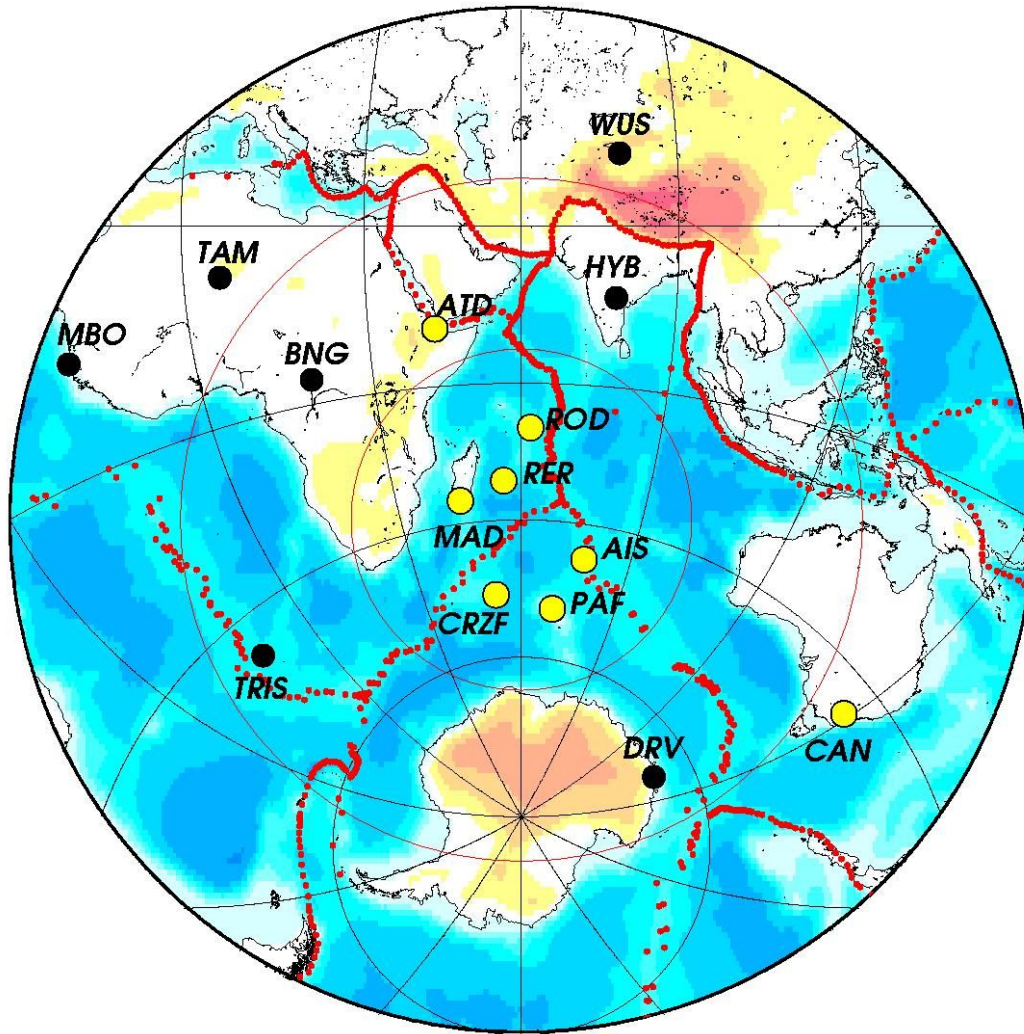 WUS
TAM
HYB
ATD
MBO
BNG
ROD
RER
MAD
AIS
CRZF
PAF
TRIS
DRV
CAN